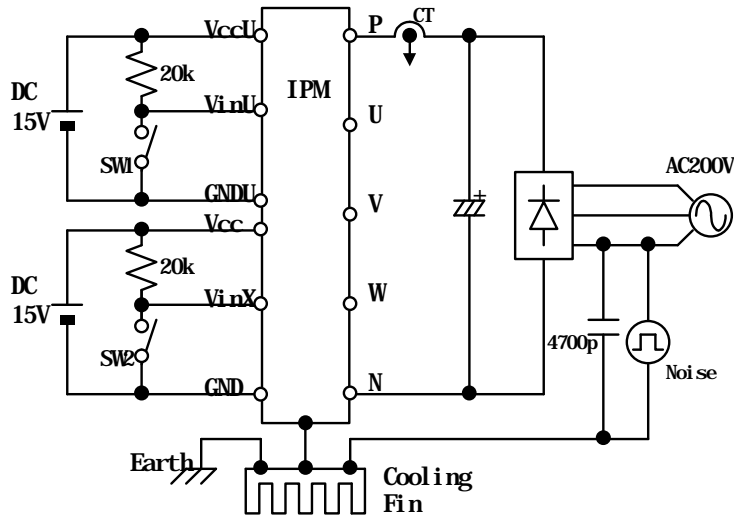 VccU
20k
DC
15V
VinU
SW1
GNDU
Vcc
20k
DC
15V
VinX
SW2
GND
IPM
P
CT
U
V
W
N
+
AC200V
4700p
Noise
Earth
Cooling
Fin